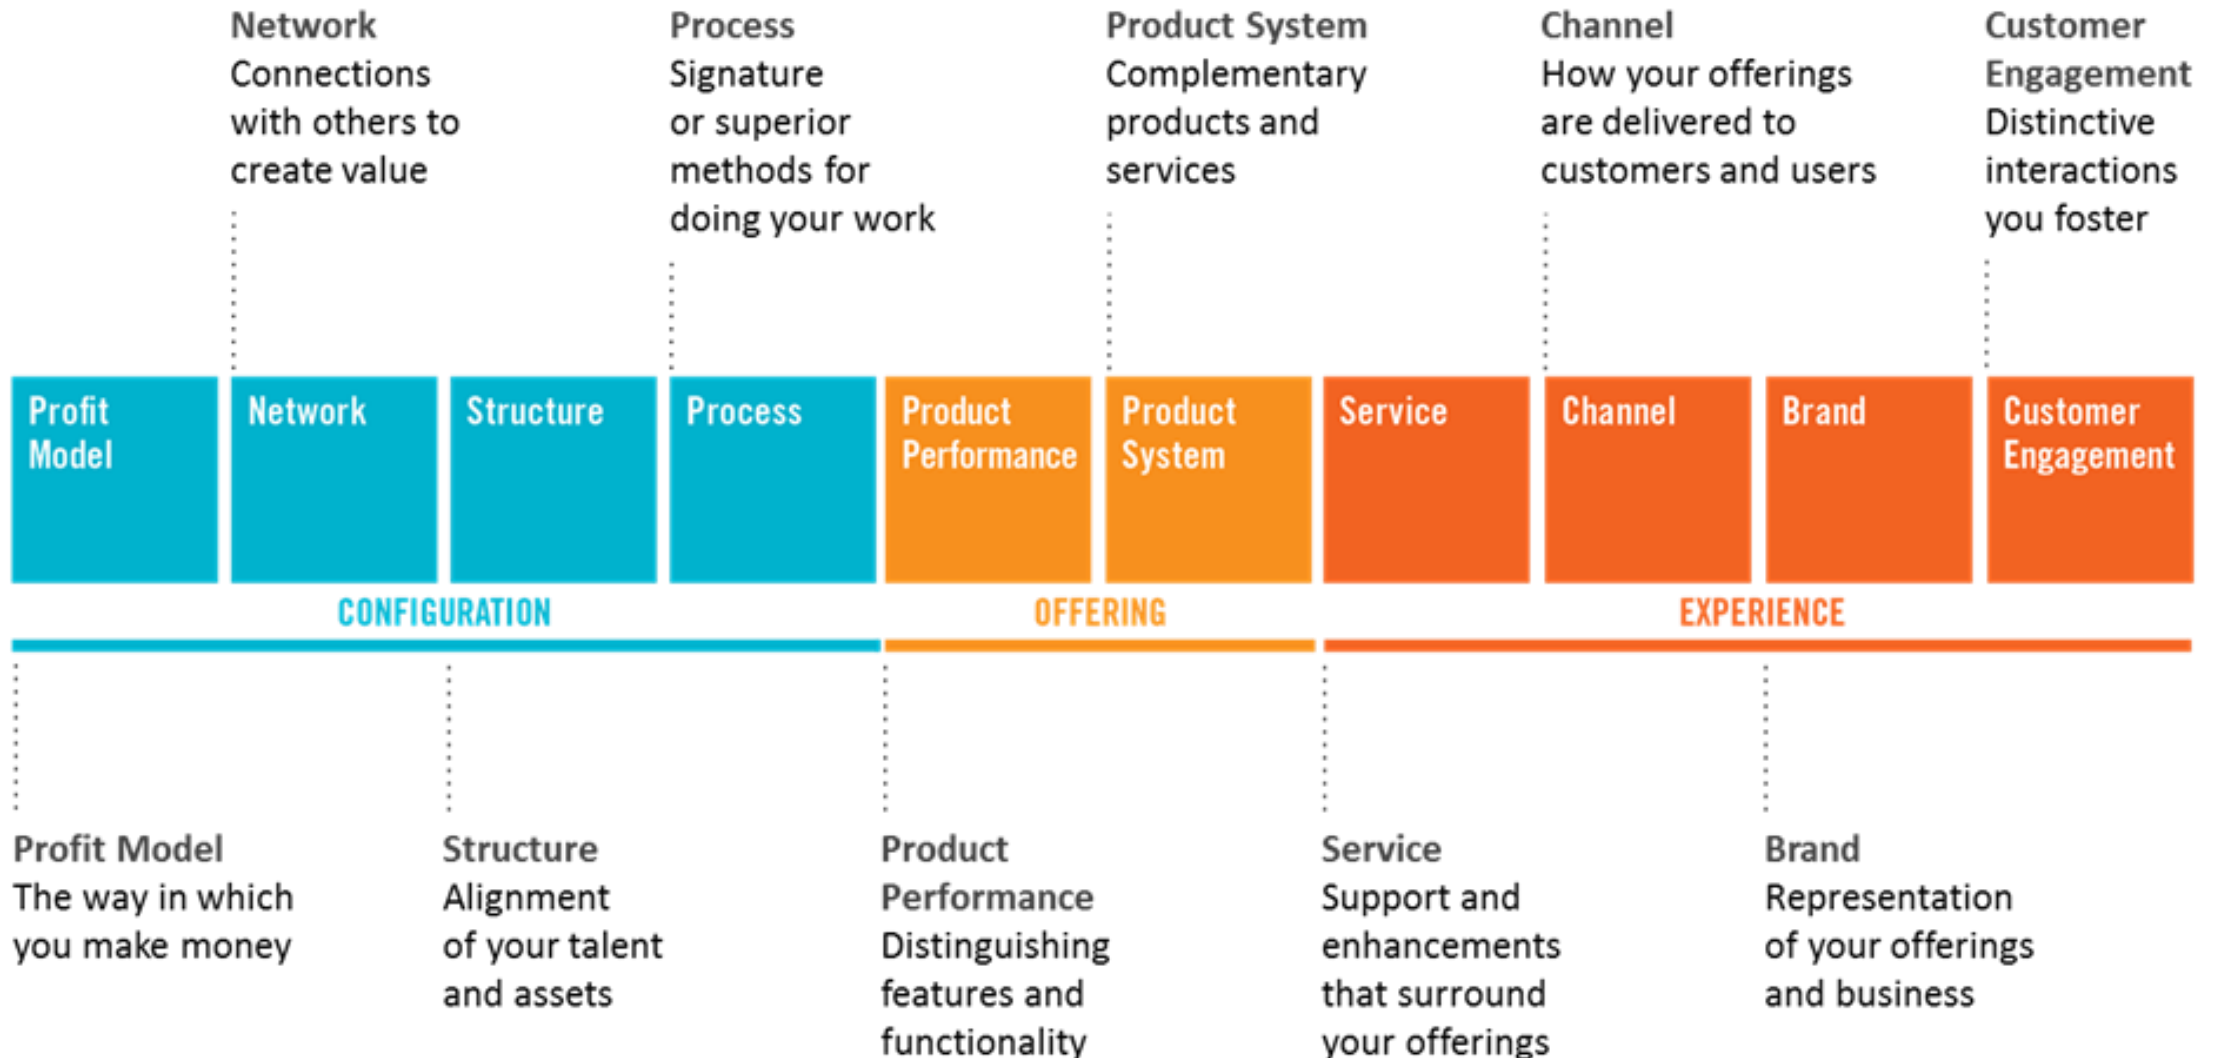 Network
Connections
with others to
create value
Process
Signature
or superior
methods for
doing your work
Product System
Complementary
products and
services
Channel
How your offerings
are delivered to
customers and users
Customer
Engagement
Distinctive
interactions
you foster
Profit
Model
Network
Structure
Process
Product
Performance
Product
System
Service
Channel
Brand
Customer
Engagement
CONFIGURATION
OFFERING
EXPERIENCE
Profit Model
The way in which
you make money
Structure
Alignment
of your talent
and assets
Product
Performance
Distinguishing
features and
functionality
Service
Support and
enhancements
that surround
your offerings
Brand
Representation
of your offerings
and business